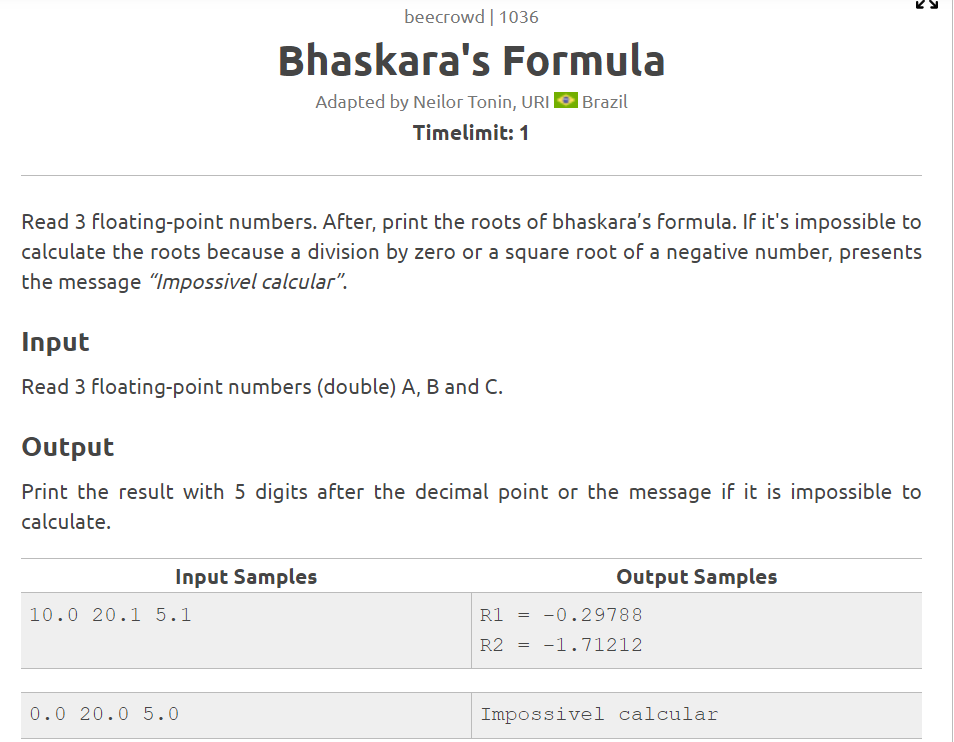 beecrowd | 1036
Bhaskara's Formula
Adapted by Neilor Tonin, URI Brazil
Timelimit: 1
Read 3 floating-point numbers. After, print the roots of bhaskara’s formula. If it's impossible to
calculate the roots because a division by zero or a square root of a negative number, presents
the message “Impossivel calcular”.
Input
Read 3 floating-point numbers (double) A, B and C.
Output
Print the result with 5 digits after the decimal point or the message if it is impossible to
calculate.
Input Samples Output Samples
10.0 20.1 5.1 R1 = -0.29788
R2 = -1.71212
0.0 20.0 5.0 Impossivel calcular